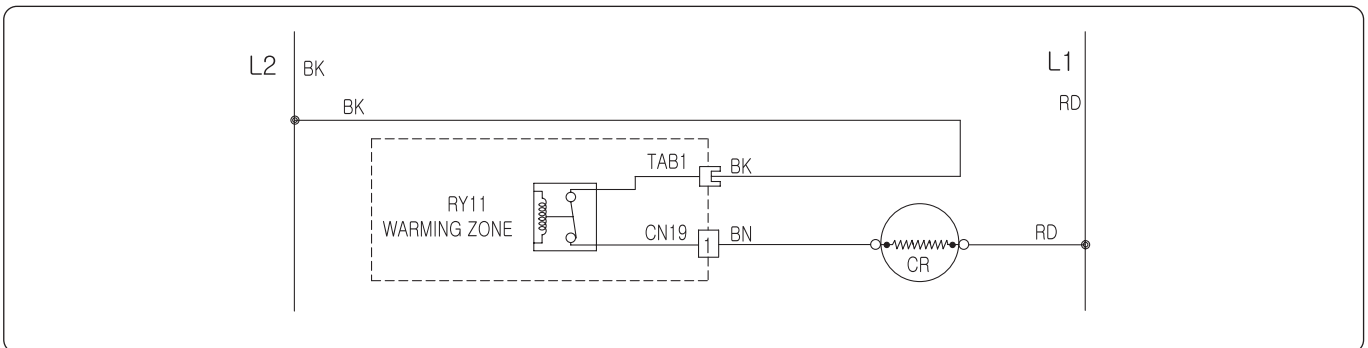 L2
BK
L1
RD
BK
TAB1
BK
RY11
WARMING ZONE
CN19
1
BN
RD
CR